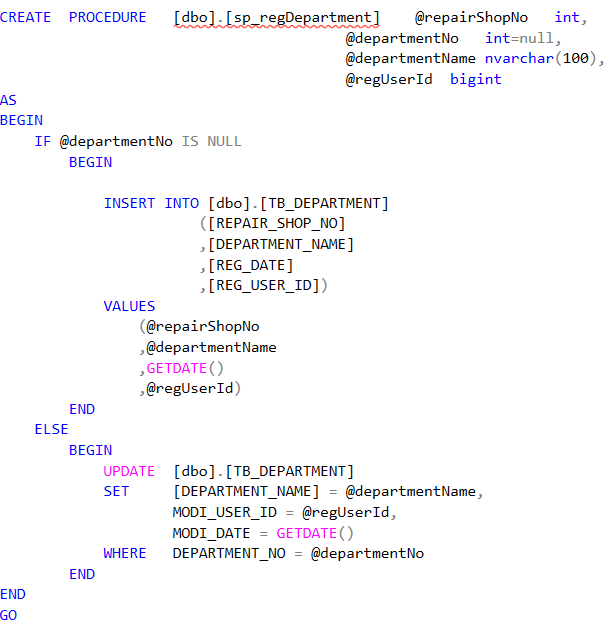 CREATE  PROCEDURE   [dbo].[sp_regDepartment]    @repairShopNo   int,
                                        @departmentNo   int=null,
                                        @departmentName nvarchar(100),
                                        @regUserId  bigint
AS
BEGIN
    IF @departmentNo IS NULL
        BEGIN

            INSERT INTO [dbo].[TB_DEPARTMENT]
                       ([REPAIR_SHOP_NO]
                       ,[DEPARTMENT_NAME]
                       ,[REG_DATE]
                       ,[REG_USER_ID])
            VALUES
                (@repairShopNo
                ,@departmentName
                ,GETDATE()
                ,@regUserId)
        END
    ELSE
        BEGIN
            UPDATE  [dbo].[TB_DEPARTMENT]
            SET     [DEPARTMENT_NAME] = @departmentName,
                    MODI_USER_ID = @regUserId,
                    MODI_DATE = GETDATE()
            WHERE   DEPARTMENT_NO = @departmentNo
        END
END
GO